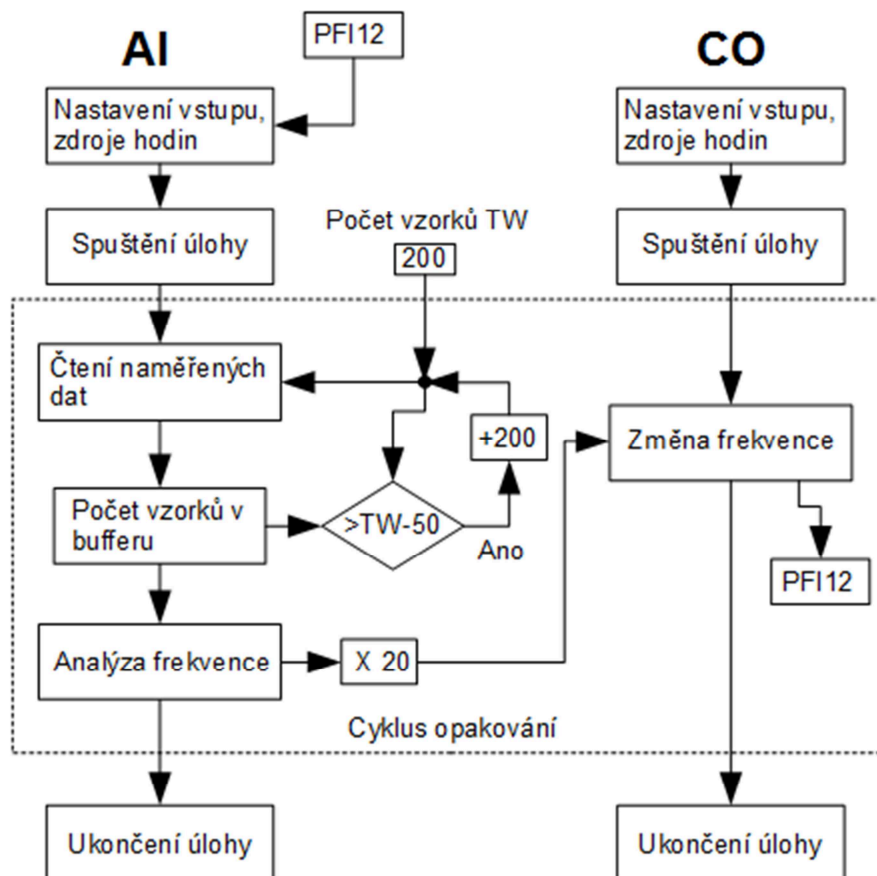 AI
PFI12
CO
Nastavení vstupu,
zdroje hodin
Nastavení vstupu,
zdroje hodin
Spuštění úlohy
Počet vzorků TW
200
Spuštění úlohy
Čtení naměřených
dat
+200
Změna frekvence
Počet vzorků v
bufferu
>TW-50
Ano
PFI12
Analýza frekvence
X 20
Cyklus opakování
Ukončení úlohy
Ukončení úlohy